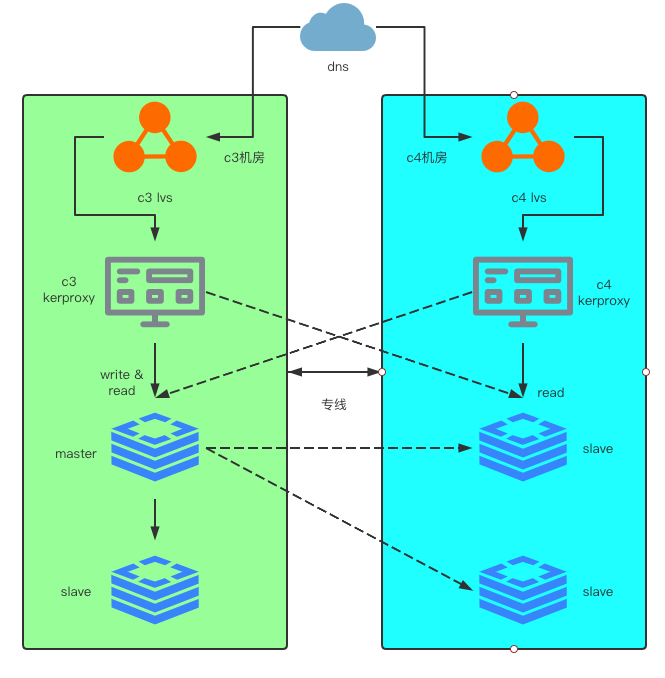 dns
c3机房
c4机房
c3 lvs
c4 lvs
c3
kerproxy
c4
kerproxy
write &
read
read
专线
master
slave
slave
slave